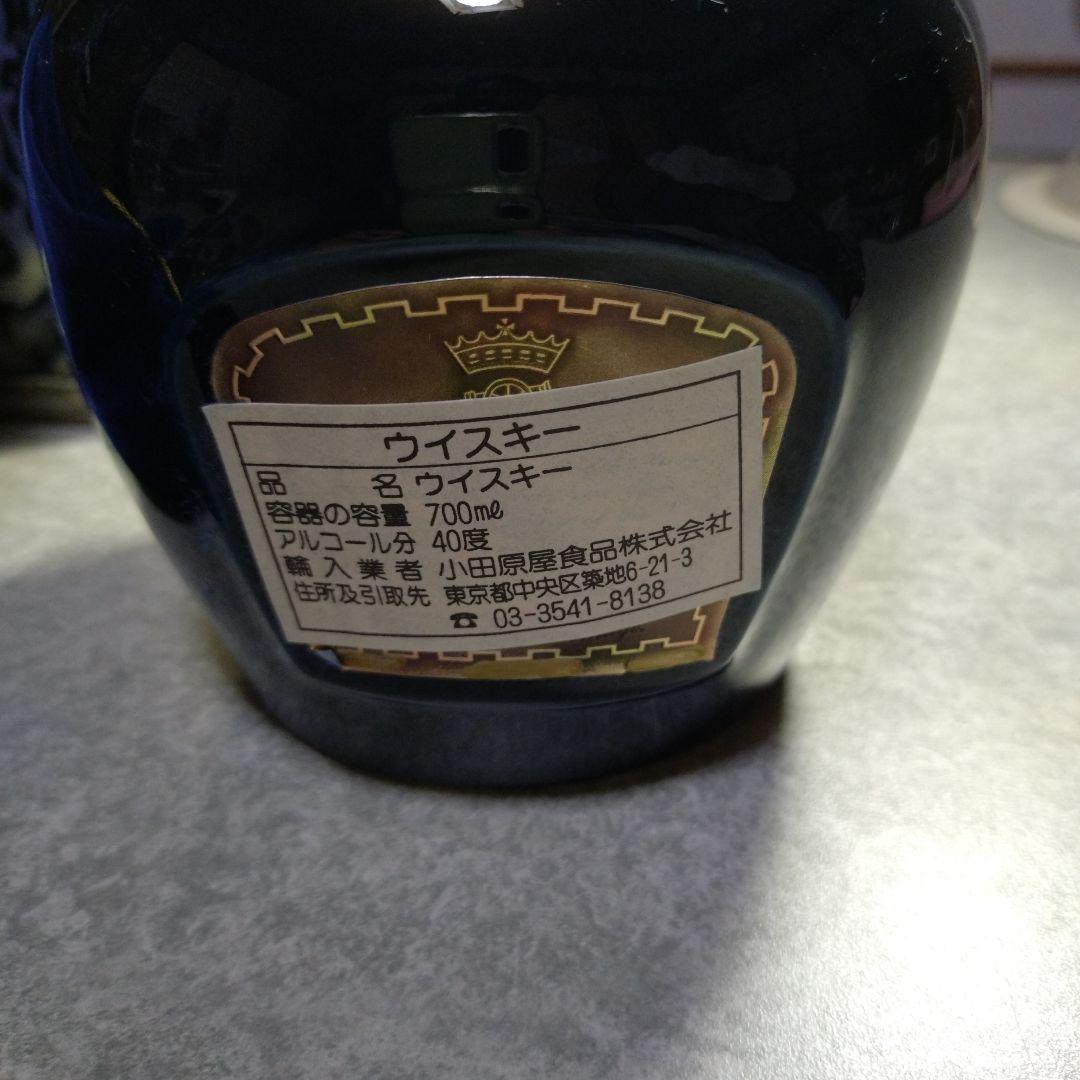 ウイスキー
品名 ウイスキー
容器の容量 700㎖
アルコール分 40度
輸入業者 小田原屋食品株式会社
住所及引取先 東京都中央区築地6-21-3
☎ 03-3541-8138